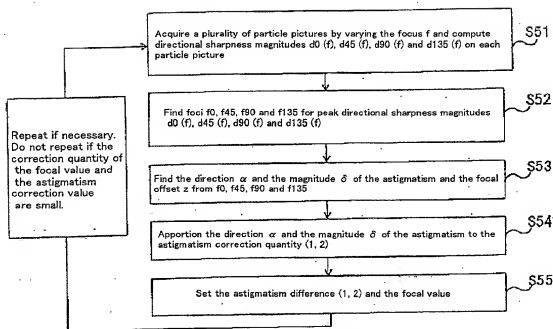 Acquire a plurality of particle pictures by varying the focus f and compute
directional sharpness magnitudes d0 (f), d45 (f), d90 (f) and d135 (f) on each
particle picture
S51
Find foci f0, f45, f90 and f135 for peak directional sharpness magnitudes
d0 (f), d45 (f), d90 (f) and d135 (f)
S52
Repeat if necessary.
Do not repeat if the
correction quantity of
the focal value and
the astigmatism
correction value
are small.
Find the direction α and the magnitude δ of the astigmatism and the focal
offset z from f0, f45, f90 and f135
S53
Apportion the direction α and the magnitude δ of the astigmatism to the
astigmatism correction quantity (1, 2)
S54
Set the astigmatism difference (1, 2) and the focal value
S55